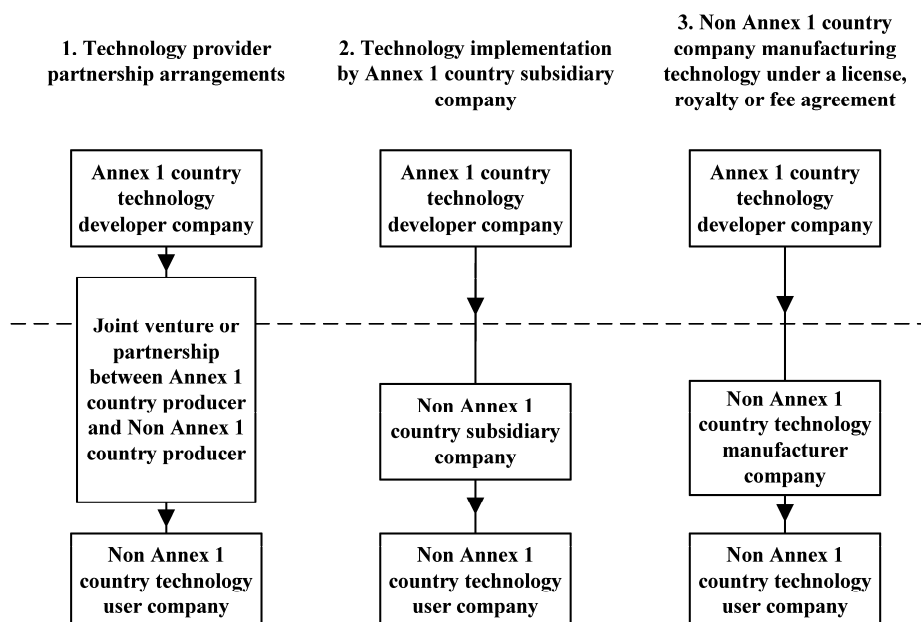 1. Technology provider
partnership arrangements
2. Technology implementation
by Annex 1 country subsidiary
company
3. Non Annex 1 country
company manufacturing
technology under a license,
royalty or fee agreement
Annex 1 country
technology
developer company
Annex 1 country
technology
developer company
Annex 1 country
technology
developer company
Joint venture or
partnership
between Annex 1
country producer
and Non Annex 1
country producer
Non Annex 1
country subsidiary
company
Non Annex 1
country technology
manufacturer
company
Non Annex 1
country technology
user company
Non Annex 1
country technology
user company
Non Annex 1
country technology
user company